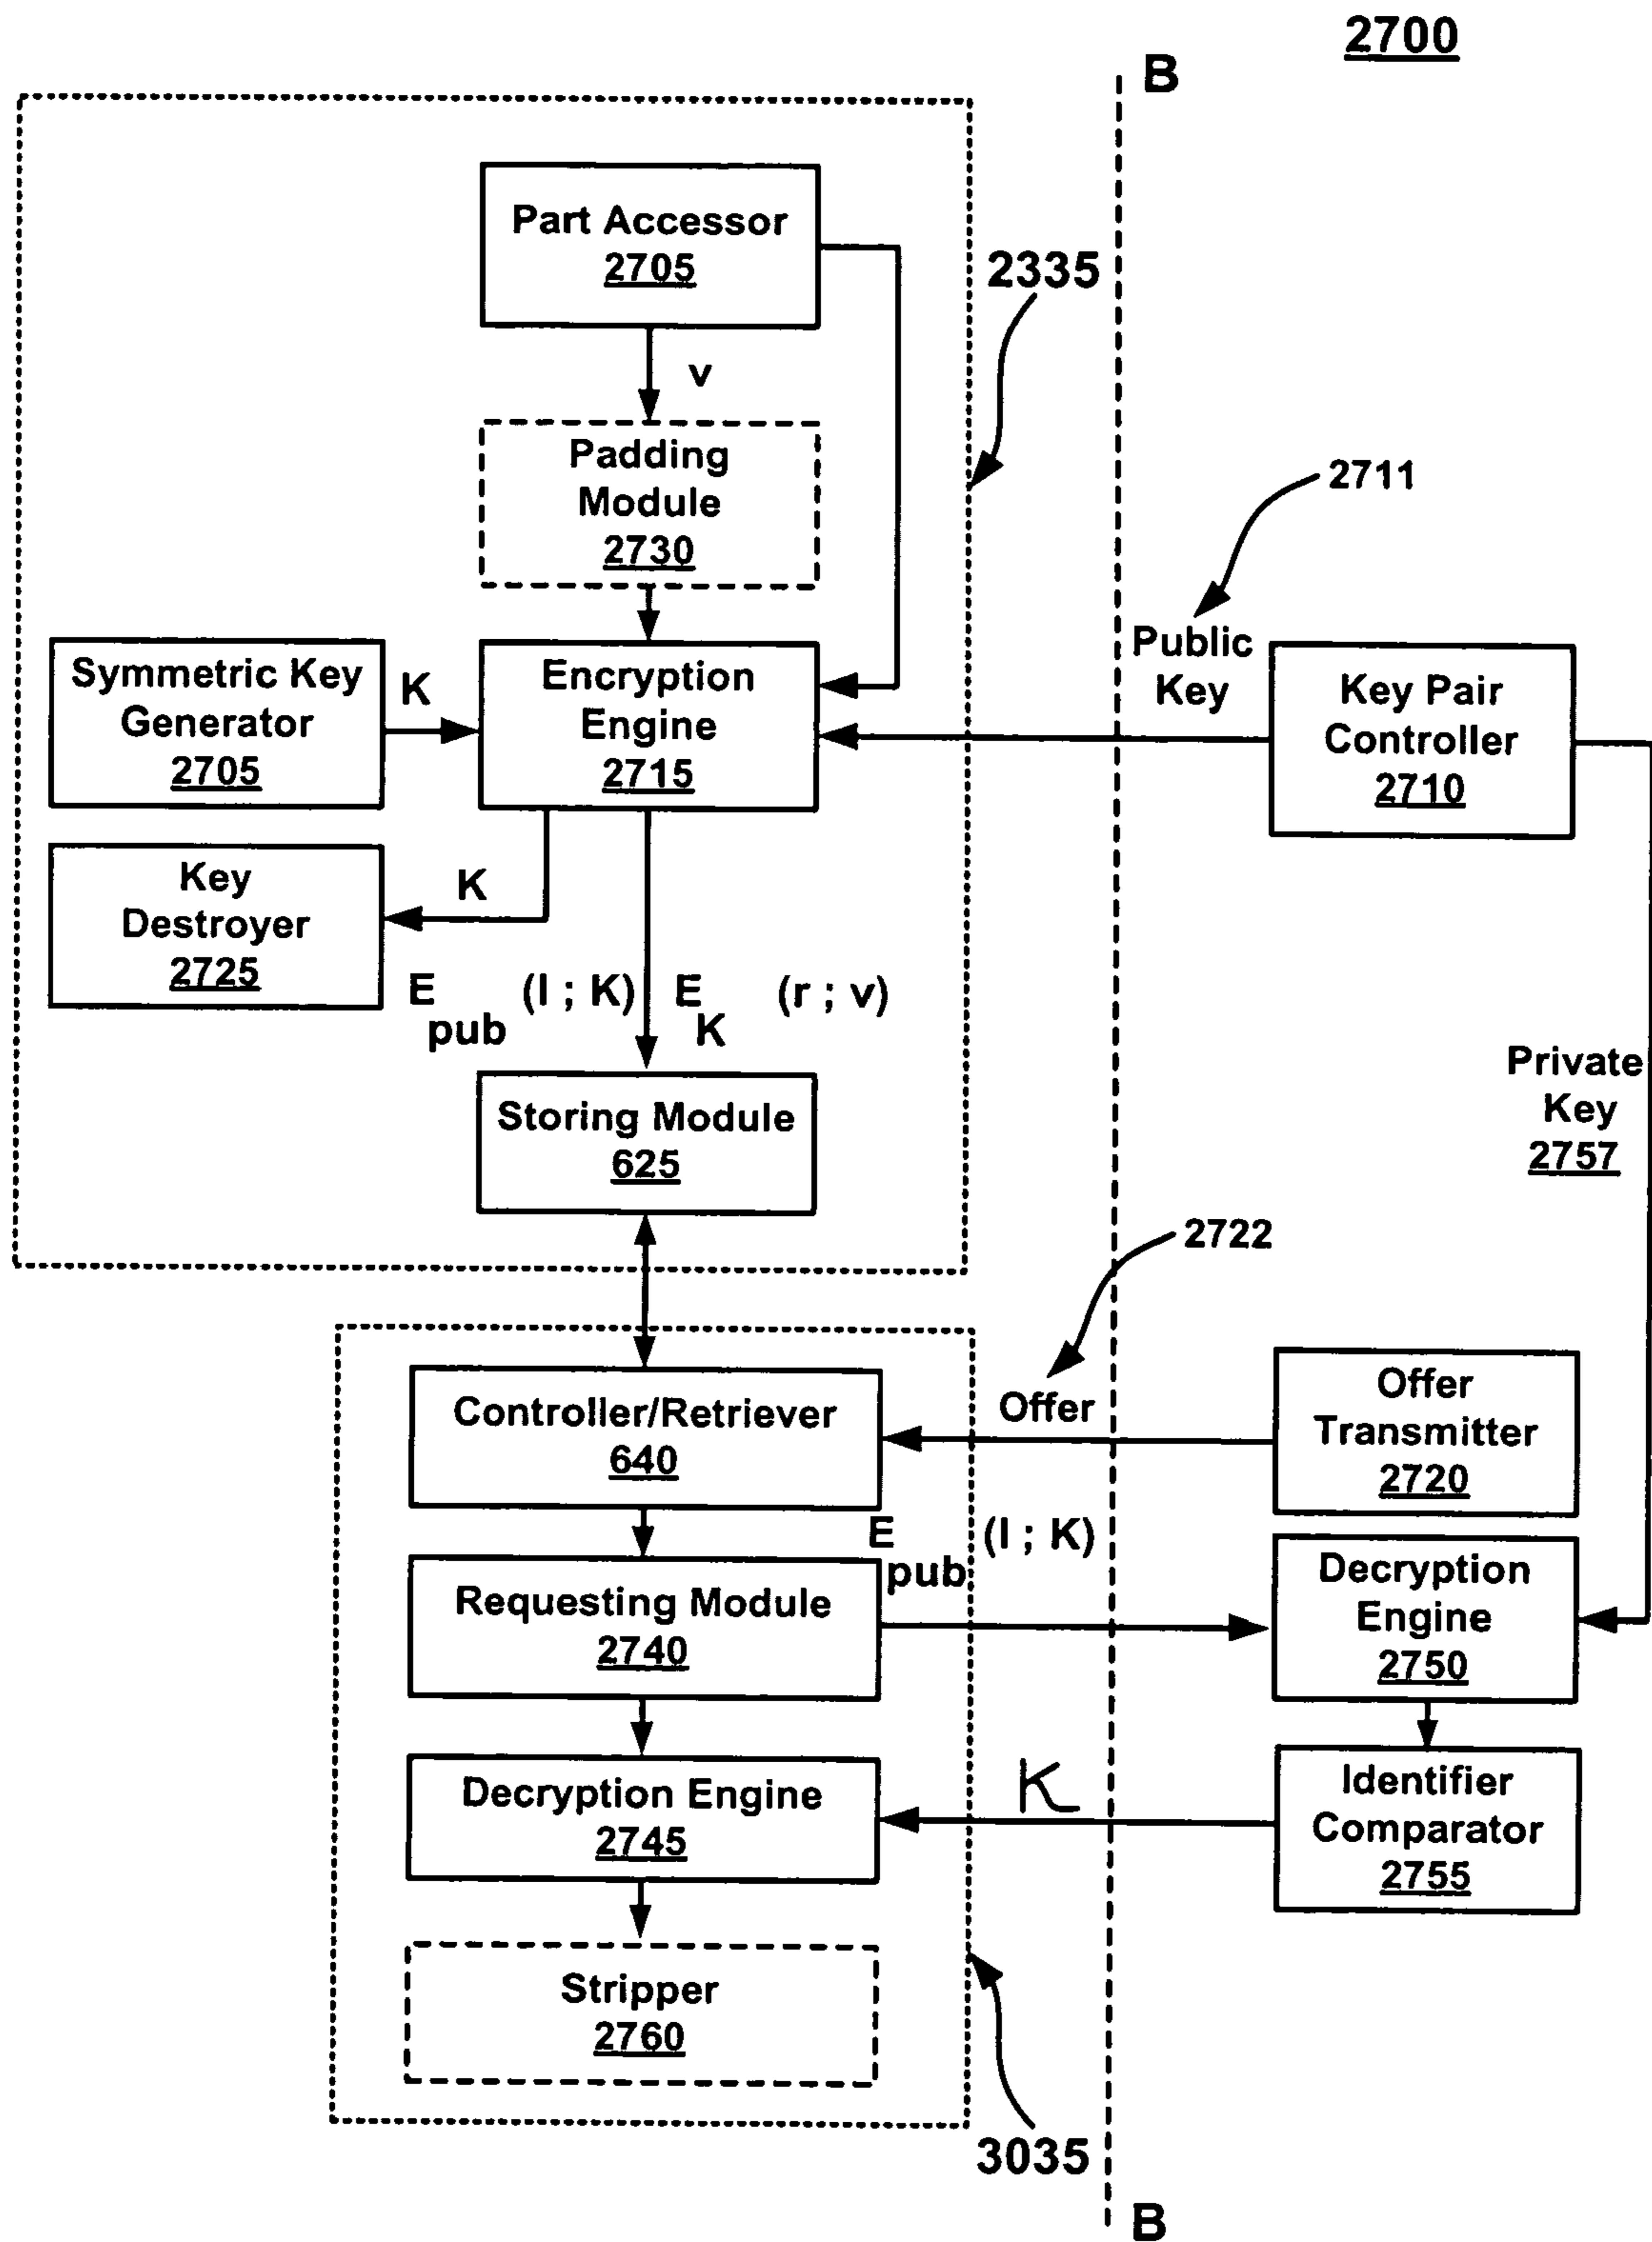 2700
B
Part Accessor
2705
2335
v
Padding
Module
2730
2711
Public
Key
Symmetric Key
Generator
2705
K
Encryption
Engine
2715
Key Pair
Controller
2710
Key
Destroyer
2725
K
E pub (I ; K) E K (r ; v)
Private
Key
2757
Storing Module
625
2722
Controller/Retriever
640
Offer
Offer
Transmitter
2720
E pub (I ; K)
Requesting Module
2740
Decryption
Engine
2750
Decryption Engine
2745
K
Identifier
Comparator
2755
Stripper
2760
3035
B